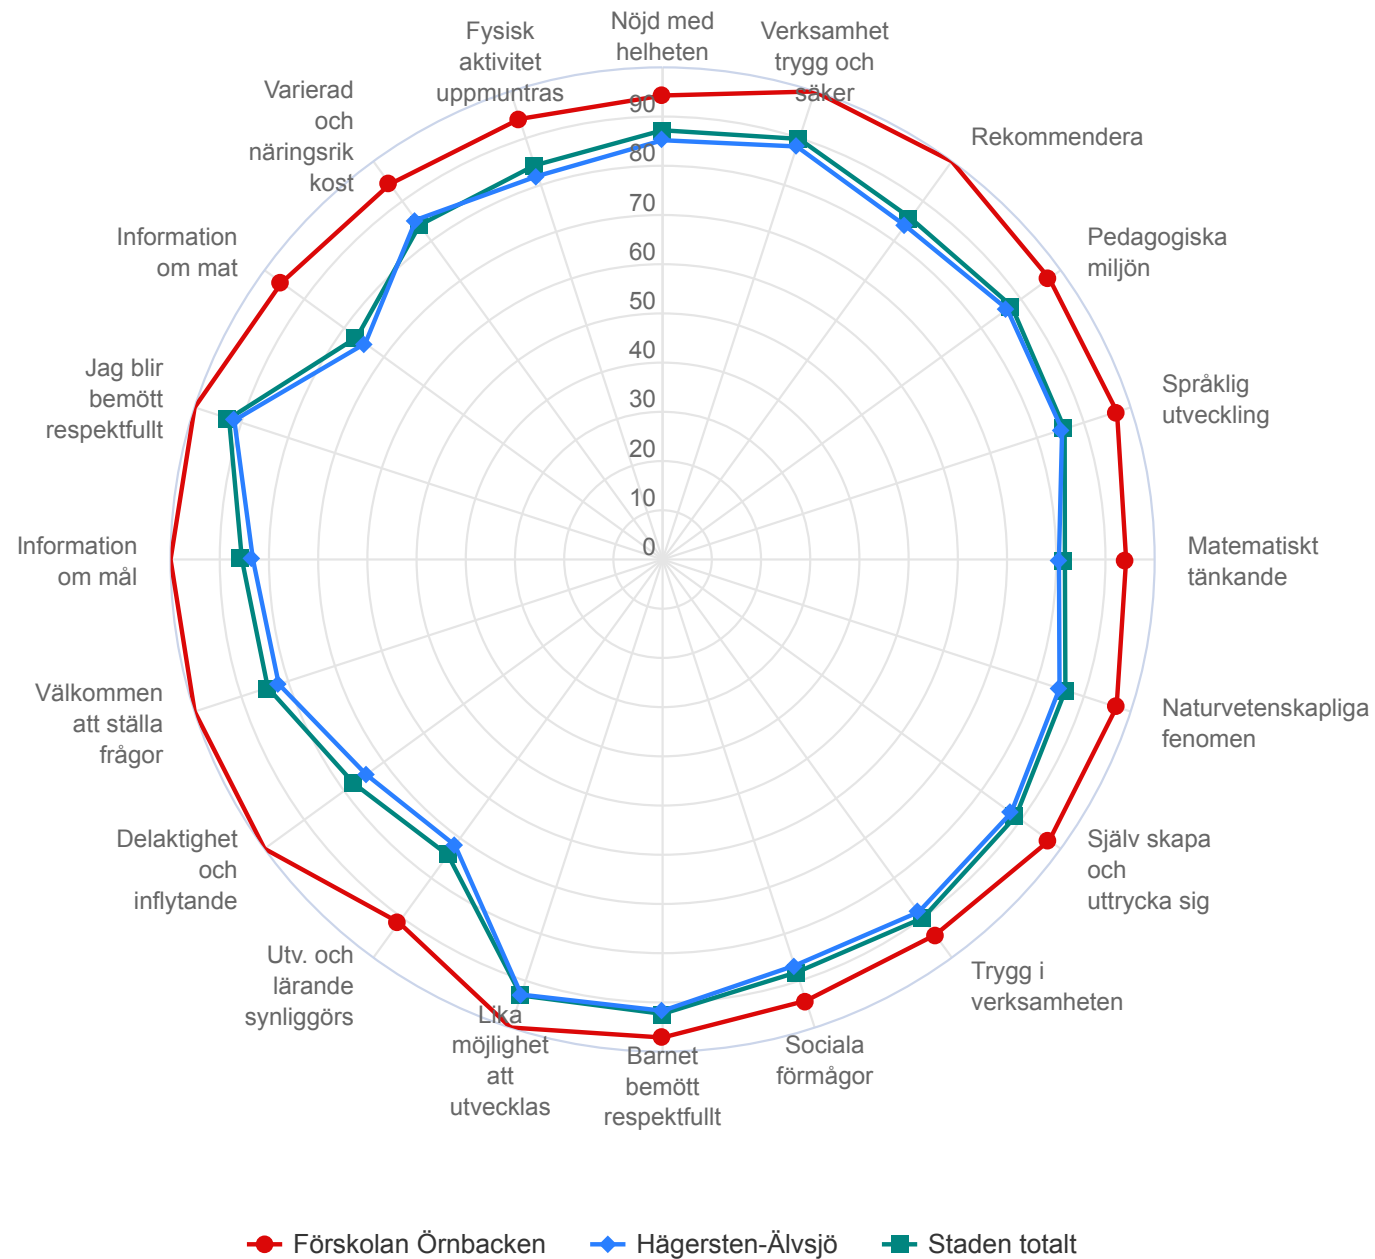 Nöjd med
helheten
Verksamhet
trygg och
säker
Rekommendera
Pedagogiska
miljön
Språklig
utveckling
Matematiskt
tänkande
Naturvetenskapliga
fenomen
Själv skapa
och
uttrycka sig
Trygg i
verksamheten
Sociala
förmågor
Barnet
bemött
respektfullt
Lika
möjlighet
att
utvecklas
Utv. och
lärande
synliggörs
Delaktighet
och
inflytande
Välkommen
att ställa
frågor
Information
om mål
Jag blir
bemött
respektfullt
Information
om mat
Varierad
och
näringsrik
kost
Fysisk
aktivitet
uppmuntras
90
80
70
60
50
40
30
20
10
0
Förskolan Örnbacken
Hägersten-Älvsjö
Staden totalt